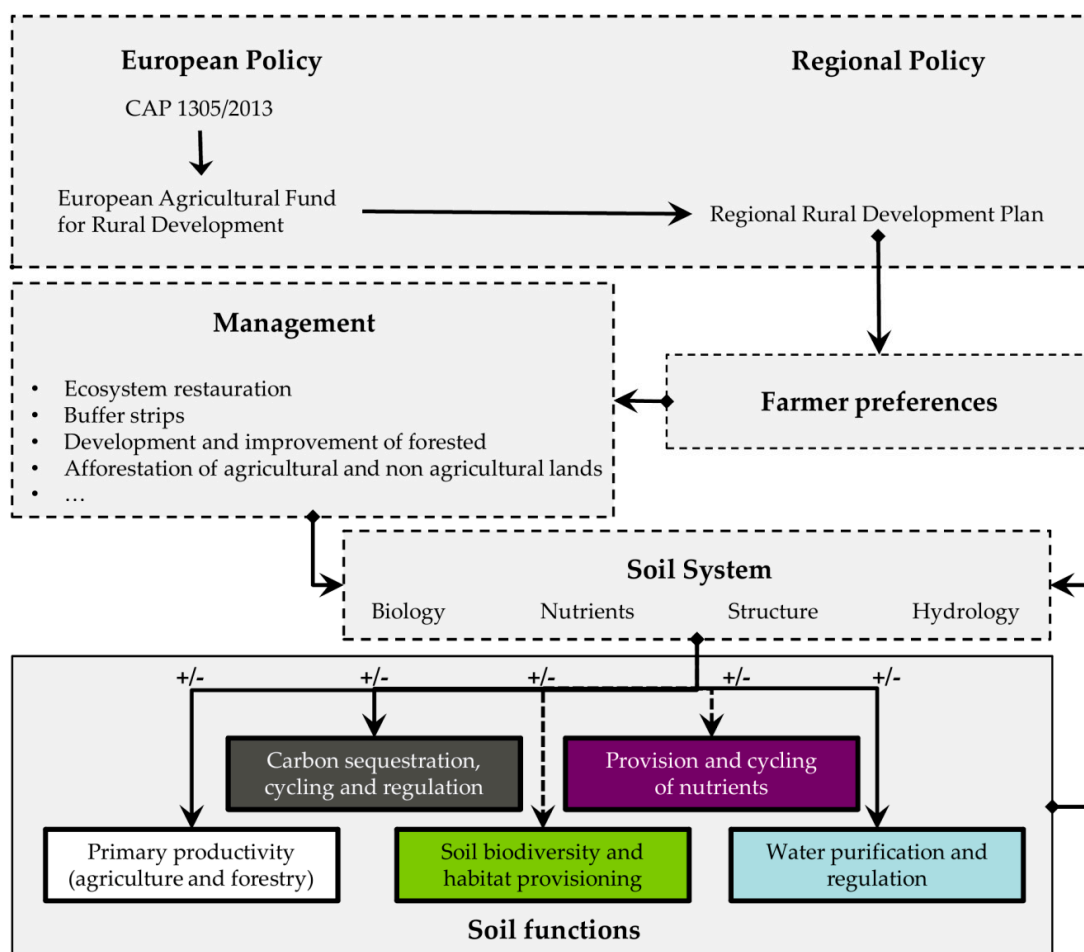 European Policy
Regional Policy
CAP 1305/2013
European Agricultural Fund
for Rural Development
Regional Rural Development Plan
Management
• Ecosystem restauration
• Buffer strips
• Development and improvement of forested
• Afforestation of agricultural and non agricultural lands
• …
Farmer preferences
Soil System
Biology Nutrients Structure Hydrology
+/- +/- +/- +/- +/-
Carbon sequestration,
cycling and regulation
Provision and cycling
of nutrients
Primary productivity
(agriculture and forestry)
Soil biodiversity and
habitat provisioning
Water purification and
regulation
Soil functions